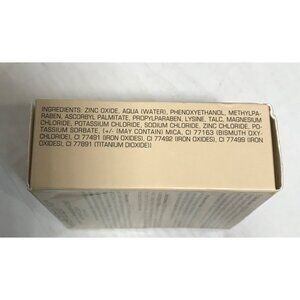 INGREDIENTS: ZINC OXIDE, AQUA (WATER), PHENOXYETHANOL, METHYLPA-
RABEN, ASCORBYL PALMITATE, PROPYLPARABEN, LYSINE, TALC, MAGNESIUM
CHLORIDE, POTASSIUM CHLORIDE, SODIUM CHLORIDE, ZINC CHLORIDE, PO-
TASSIUM SORBATE, (+/- (MAY CONTAIN) MICA, CI 77163 (BISMUTH OXY-
CHLORIDE), CI 77491 (IRON OXIDES), CI 77492 (IRON OXIDES), CI 77499 (IRON
OXIDES), CI 77891 (TITANIUM DIOXIDE))